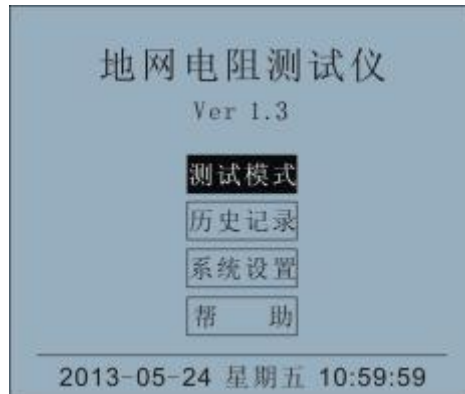 地网电阻测试仪
Ver 1.3
测试模式
历史记录
系统设置
帮 助
2013-05-24 星期五 10:59:59